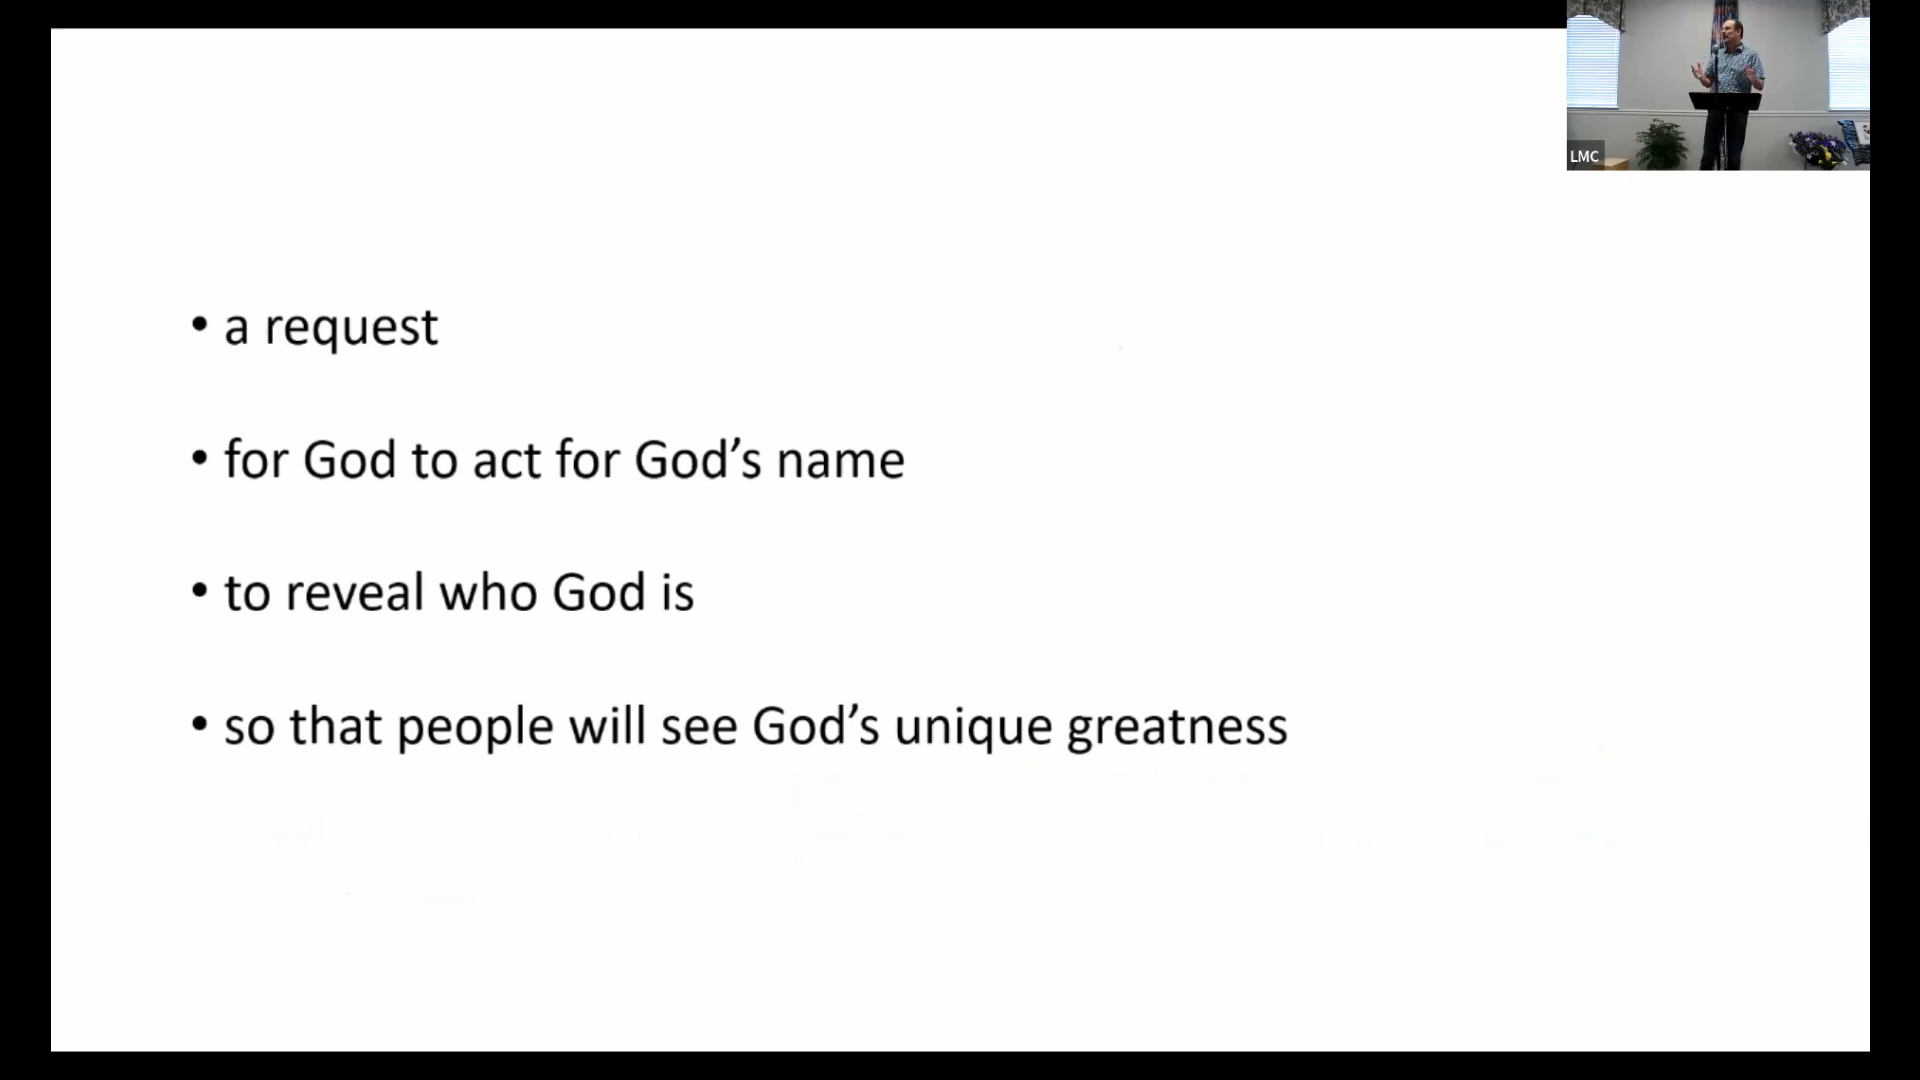 LMC
• a request
• for God to act for God’s name
• to reveal who God is
• so that people will see God’s unique greatness